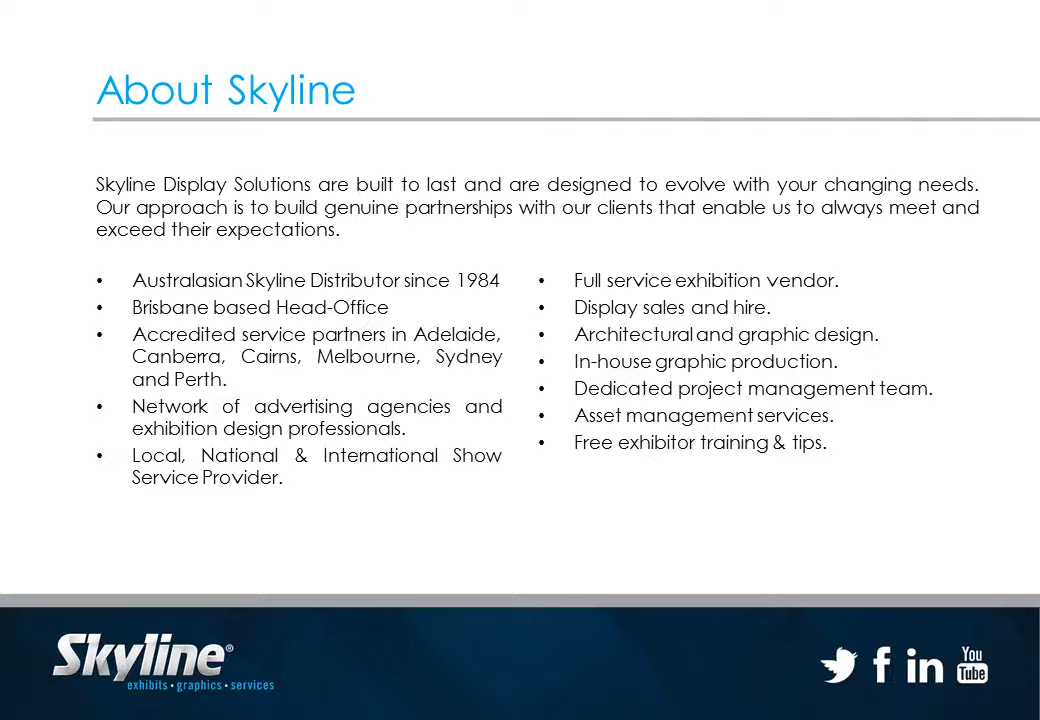 About Skyline
Skyline Display Solutions are built to last and are designed to evolve with your changing needs.
Our approach is to build genuine partnerships with our clients that enable us to always meet and
exceed their expectations.
• Australasian Skyline Distributor since 1984
• Brisbane based Head-Office
• Accredited service partners in Adelaide,
Canberra, Cairns, Melbourne, Sydney
and Perth.
• Network of advertising agencies and
exhibition design professionals.
• Local, National & International Show
Service Provider.
• Full service exhibition vendor.
• Display sales and hire.
• Architectural and graphic design.
• In-house graphic production.
• Dedicated project management team.
• Asset management services.
• Free exhibitor training & tips.
Skyline®
exhibits • graphics • services
f in
You
Tube